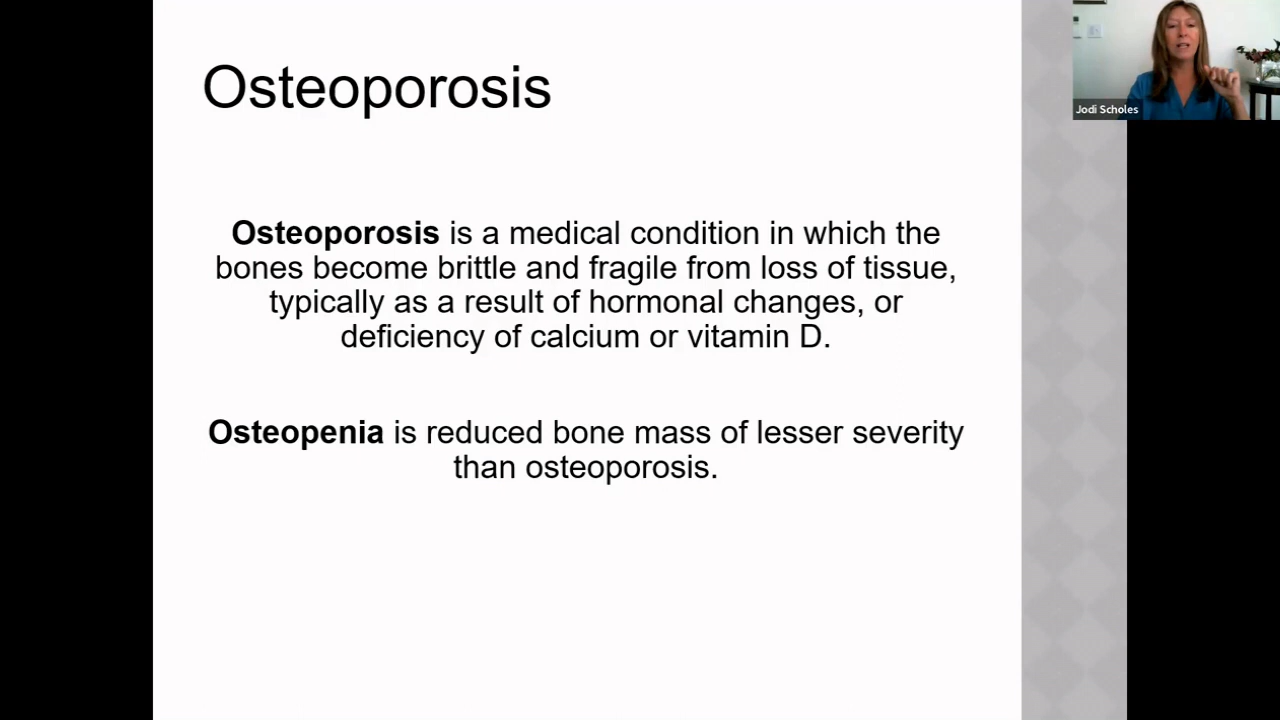 Osteoporosis
Osteoporosis is a medical condition in which the
bones become brittle and fragile from loss of tissue,
typically as a result of hormonal changes, or
deficiency of calcium or vitamin D.
Osteopenia is reduced bone mass of lesser severity
than osteoporosis.
Jodi Scholes